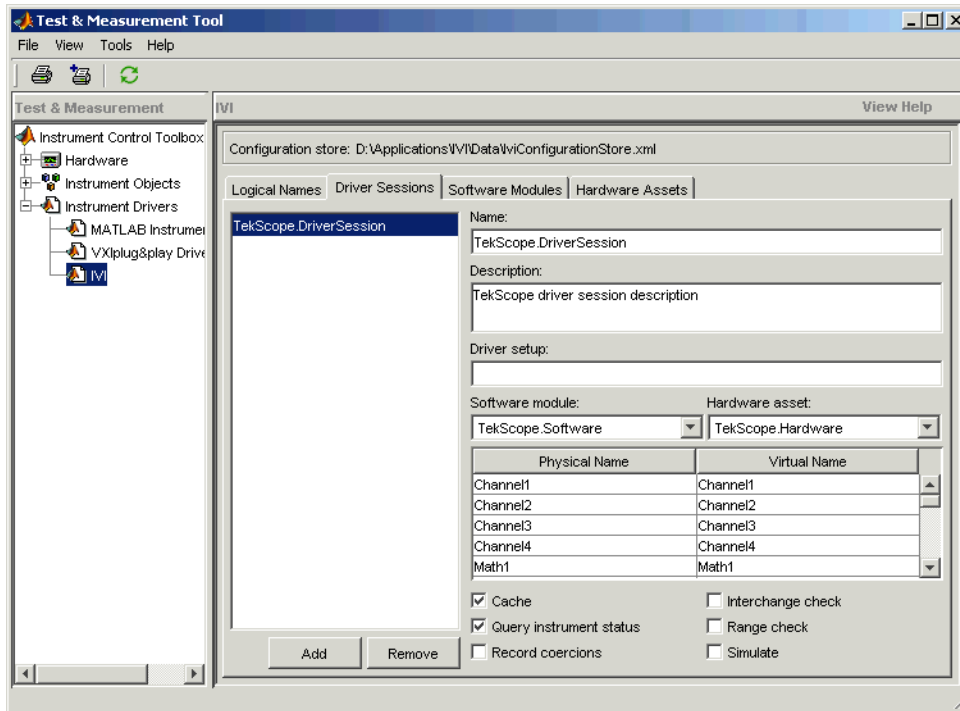 Test & Measurement Tool
File View Tools Help
Test & Measurement
IVI
View Help
Instrument Control Toolbox
Hardware
Instrument Objects
Instrument Drivers
MATLAB Instrumen
VXIplug&play Drive
IVI
Configuration store: D:\Applications\IVI\Data\IviConfigurationStore.xml
Logical Names
Driver Sessions
Software Modules
Hardware Assets
TekScope.DriverSession
Name:
TekScope.DriverSession
Description:
TekScope driver session description
Driver setup:
Software module:
Hardware asset:
TekScope.Software
TekScope.Hardware
Physical Name Virtual Name
Channel1 Channel1
Channel2 Channel2
Channel3 Channel3
Channel4 Channel4
Math1 Math1
Cache
Interchange check
Query instrument status
Range check
Record coercions
Simulate
Add
Remove